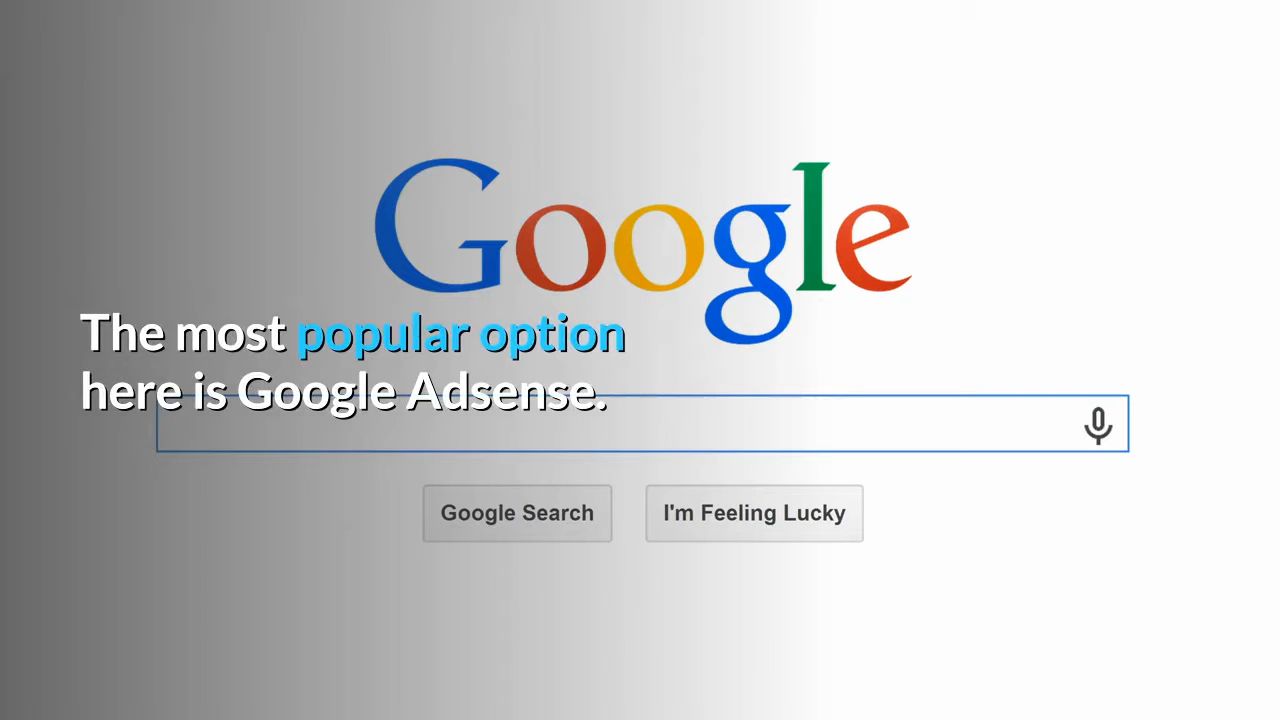 Google
The most popular option
here is Google Adsense.
Google Search
I'm Feeling Lucky